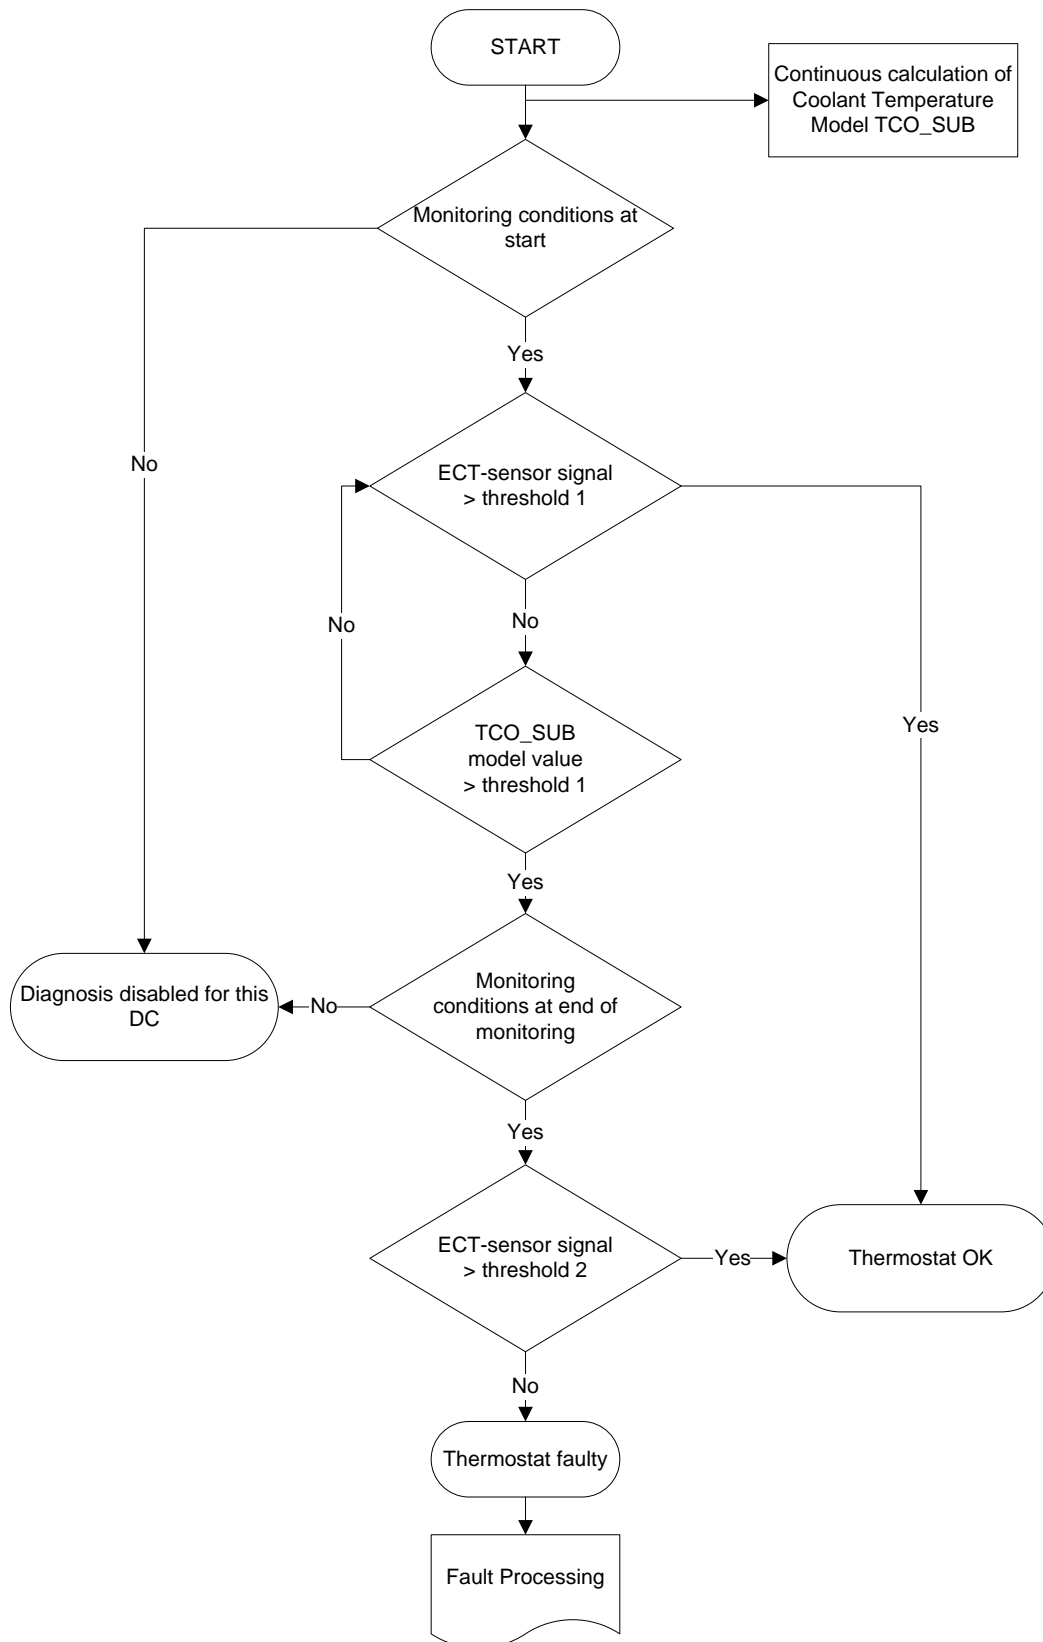 START
Continuous calculation of
Coolant Temperature
Model TCO_SUB
Monitoring conditions at
start
Yes
No
ECT-sensor signal
> threshold 1
No
No
Yes
TCO_SUB
model value
> threshold 1
Yes
Monitoring
conditions at end of
monitoring
No
Diagnosis disabled for this
DC
Yes
ECT-sensor signal
> threshold 2
Yes
Thermostat OK
No
Thermostat faulty
Fault Processing